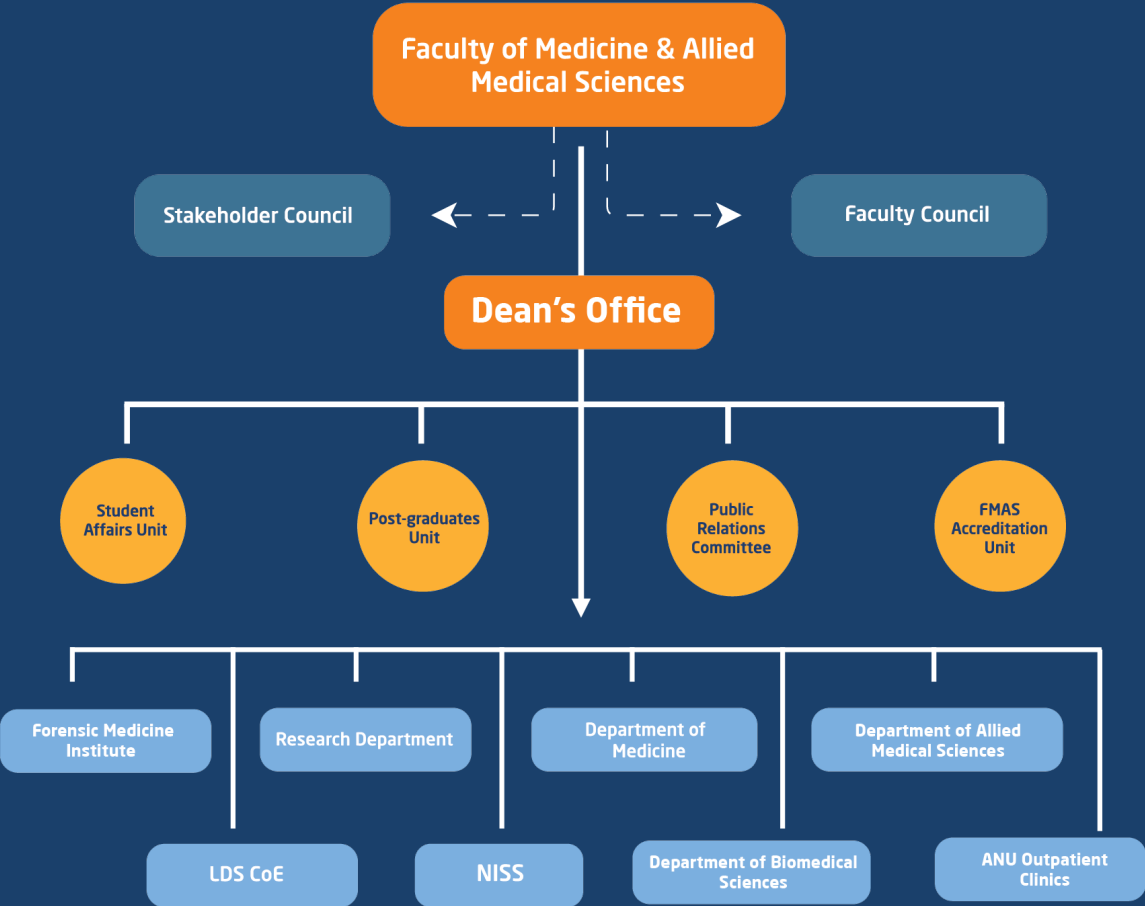 Faculty of Medicine & Allied
Medical Sciences
Stakeholder Council
Faculty Council
Dean's Office
Student
Affairs Unit
Post-graduates
Unit
Public
Relations
Committee
FMAS
Accreditation
Unit
Forensic Medicine
Institute
Research Department
Department of
Medicine
Department of Allied
Medical Sciences
LDS CoE
NISS
Department of Biomedical
Sciences
ANU Outpatient
Clinics